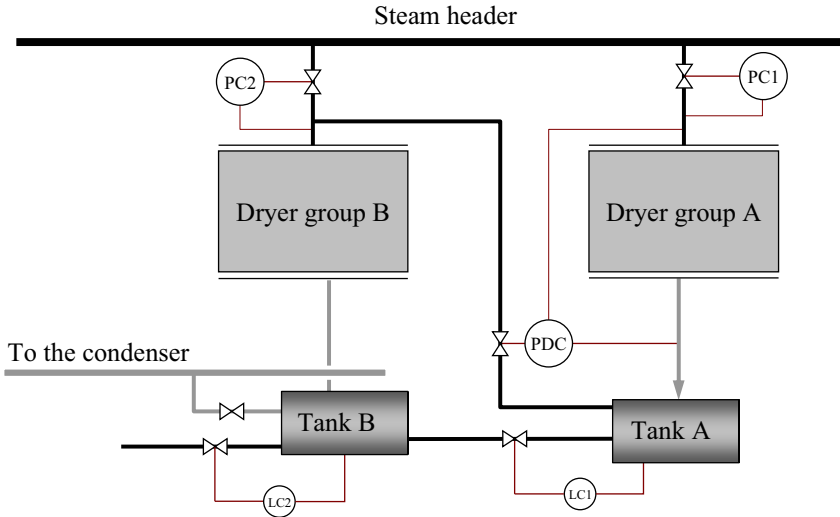 Steam header
PC2
PC1
Dryer group B
Dryer group A
PDC
To the condenser
Tank B
Tank A
LC2
LC1